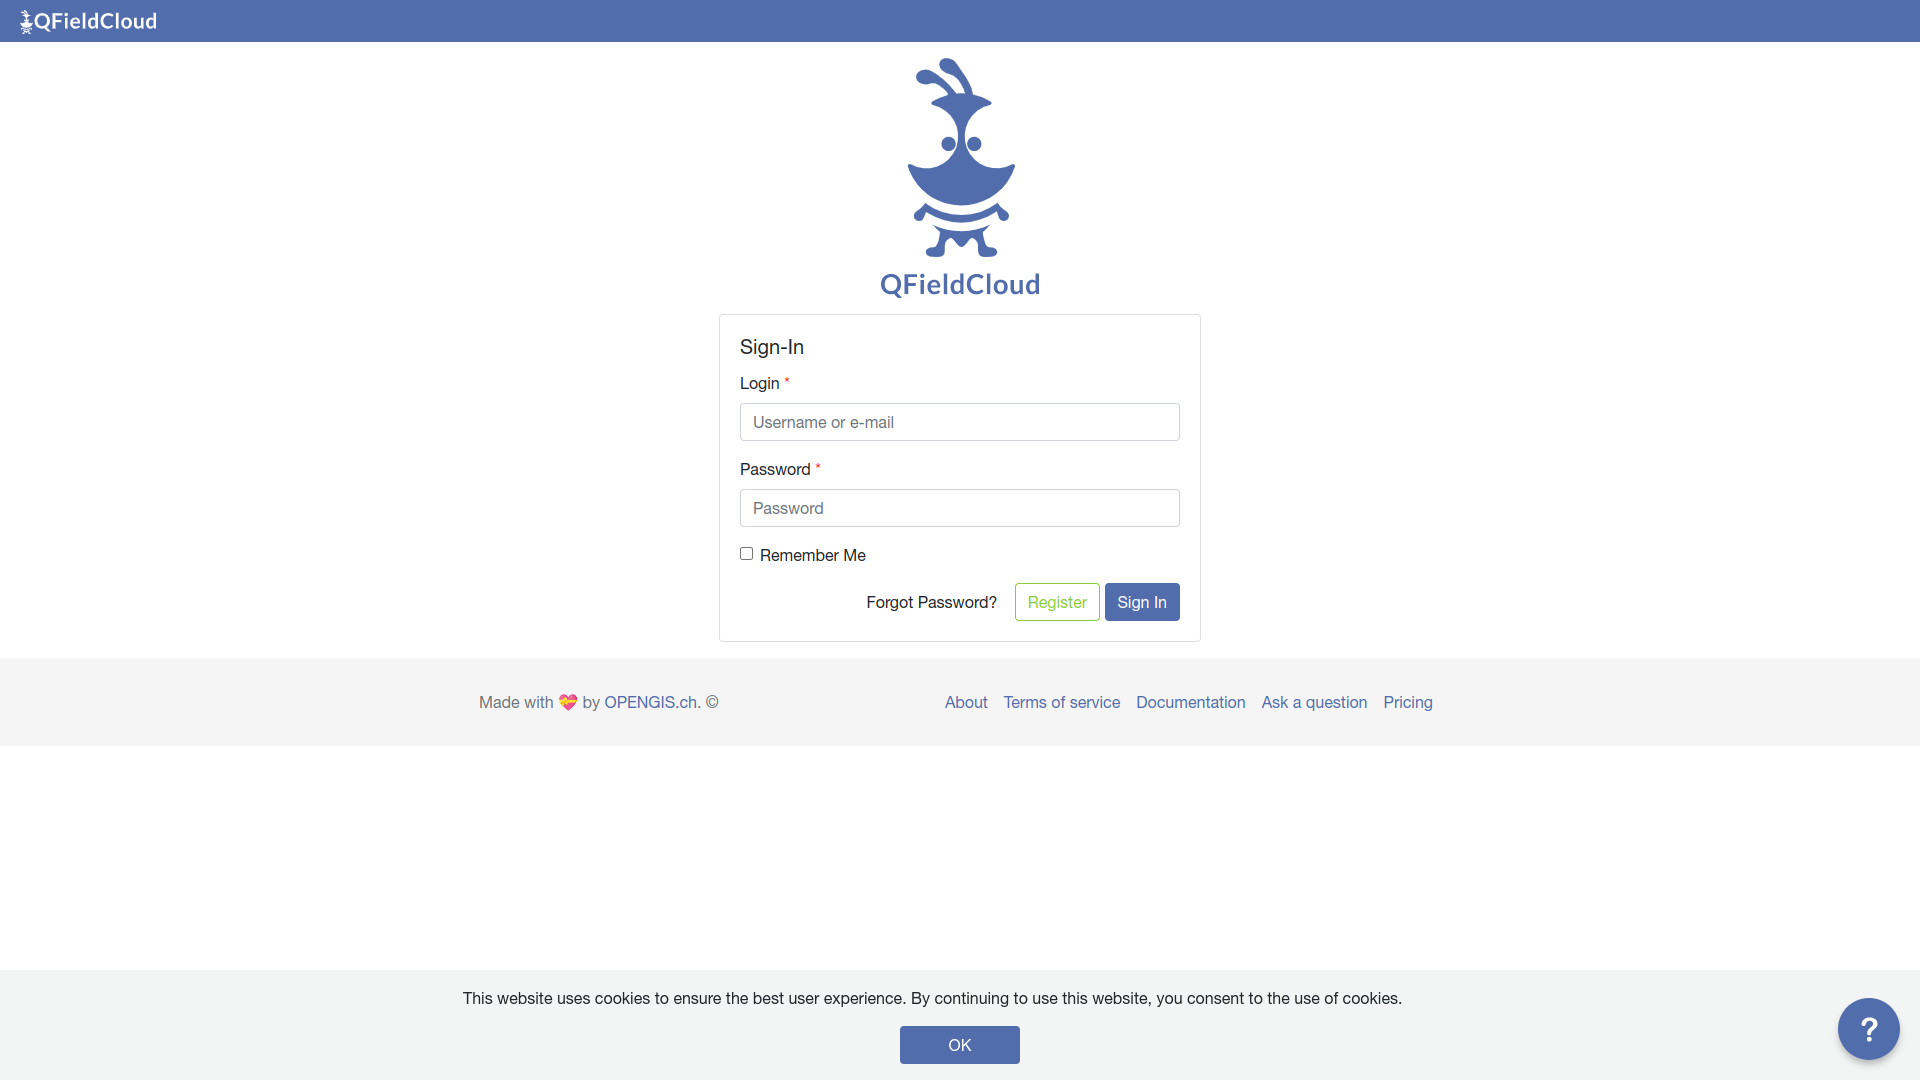 QFieldCloud
QFieldCloud
Sign-In
Login *
Username or e-mail
Password *
Password
Remember Me
Forgot Password? Register Sign In
Made with 💝 by OPENGIS.ch. © About Terms of service Documentation Ask a question Pricing
This website uses cookies to ensure the best user experience. By continuing to use this website, you consent to the use of cookies.
OK
?